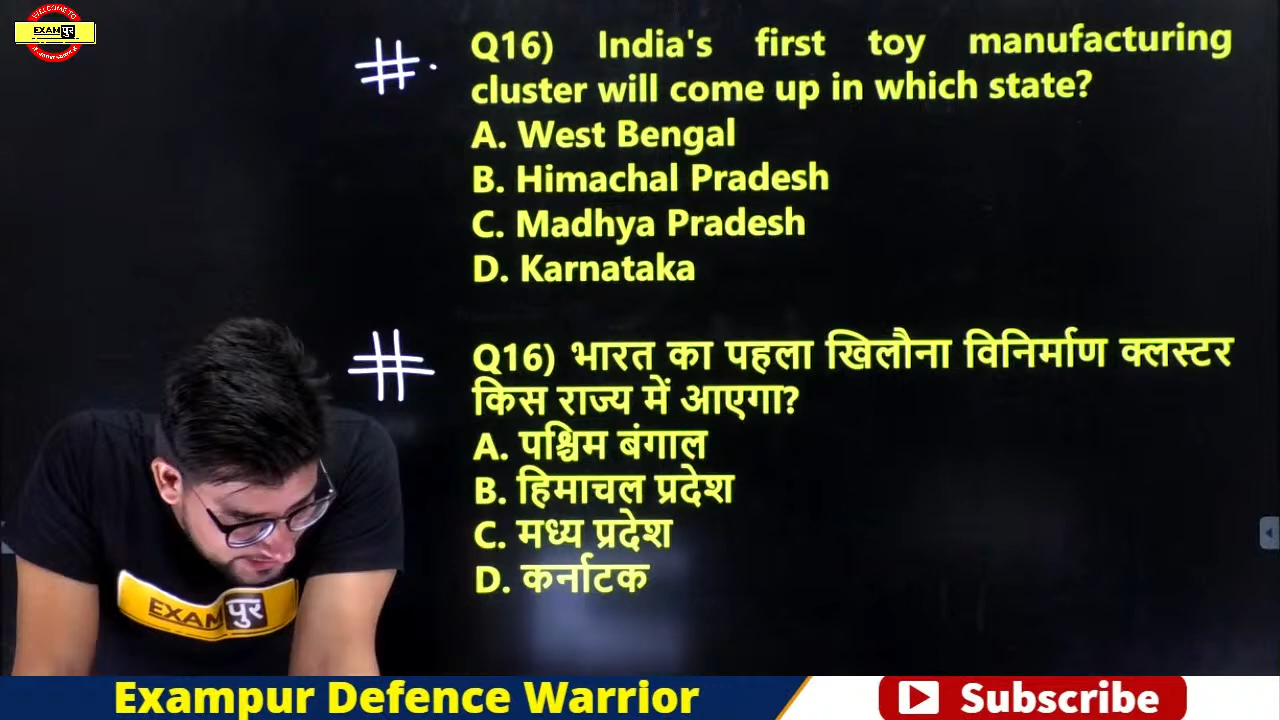 WELCOME TO
EXAMपुर
Q16) India's first toy manufacturing
cluster will come up in which state?
A. West Bengal
B. Himachal Pradesh
C. Madhya Pradesh
D. Karnataka
Q16) भारत का पहला खिलौना विनिर्माण क्लस्टर
किस राज्य में आएगा?
A. पश्चिम बंगाल
B. हिमाचल प्रदेश
C. मध्य प्रदेश
D. कर्नाटक
EXAMपुर
Exampur Defence Warrior
Subscribe